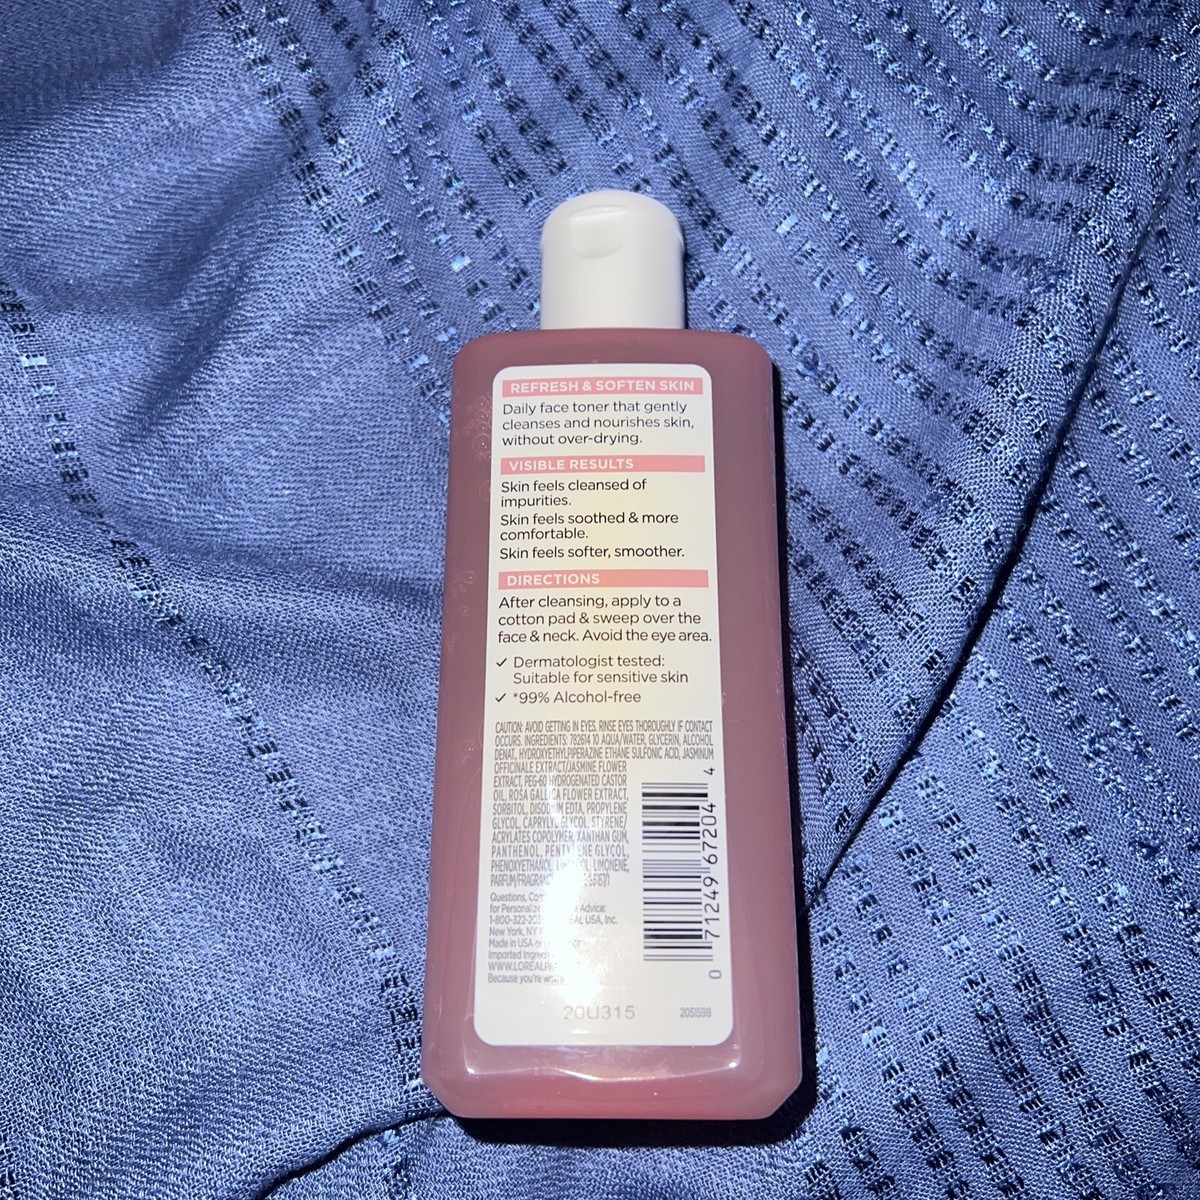 REFRESH & SOFTEN SKIN
Daily face toner that gently
cleanses and nourishes skin,
without over-drying.
VISIBLE RESULTS
Skin feels cleansed of
impurities.
Skin feels soothed & more
comfortable.
Skin feels softer, smoother.
DIRECTIONS
After cleansing, apply to a
cotton pad & sweep over the
face & neck. Avoid the eye area.
✓ Dermatologist tested:
Suitable for sensitive skin
✓ *99% Alcohol-free
CAUTION: AVOID GETTING IN EYES. RINSE EYES THOROUGHLY IF CONTACT
OCCURS. INGREDIENTS: 782614 10 AQUA/WATER, GLYCERIN, ALCOHOL
DENAT., HYDROXYETHYLPIPERAZINE ETHANE SULFONIC ACID, JASMINUM
OFFICINALE EXTRACT/JASMINE FLOWER
EXTRACT, PEG-60 HYDROGENATED CASTOR
OIL, ROSA GALLICA FLOWER EXTRACT,
SORBITOL, DISODIUM EDTA, PROPYLENE
GLYCOL, CAPRYLYL GLYCOL, STYRENE/
ACRYLATES COPOLYMER, XANTHAN GUM,
PANTHENOL, PENTYLENE GLYCOL,
PHENOXYETHANOL, LIMONENE,
PARFUM/FRAGRANCE
Questions,
for
1-800-322- USA, Inc.
New York, NY
Made in USA
Imported
Because you're
0 71249 67204 4
20U315
2051598